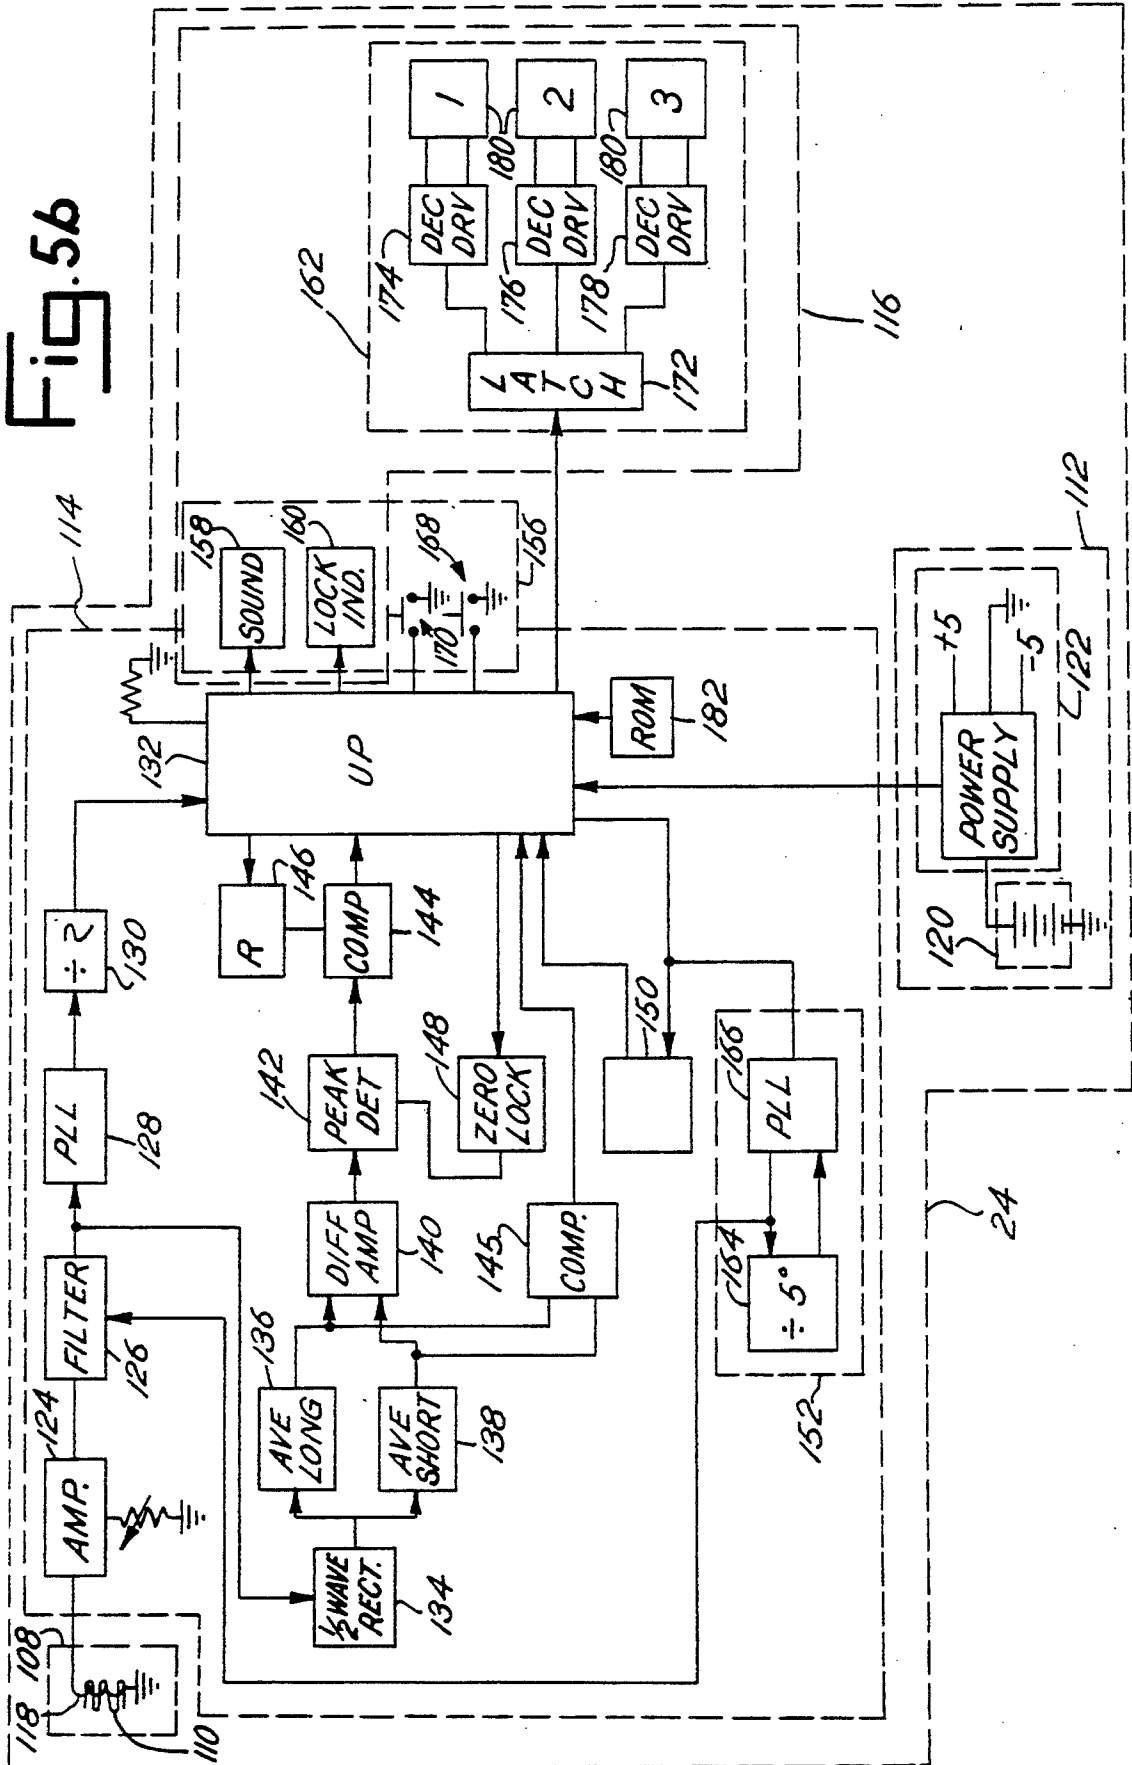 Fig. 5b
114
108
118
110
AMP.
124
FILTER
126
PLL
128
÷ 2
130
132
UP
SOUND
158
LOCK
IND.
160
170
168
156
162
LATCH
172
174
DEC
DRV
1
176
DEC
DRV
2
178
DEC
DRV
3
180
180
180
116
R
146
COMP
144
142
PEAK
DET
148
ZERO
LOCK
DIFF
AMP
140
136
AVE
LONG
AVE
SHORT
138
½ WAVE
RECT.
134
145
COMP.
150
ROM
182
166
PLL
164
÷ 5°
152
POWER
SUPPLY
+5
-5
122
120
112
24